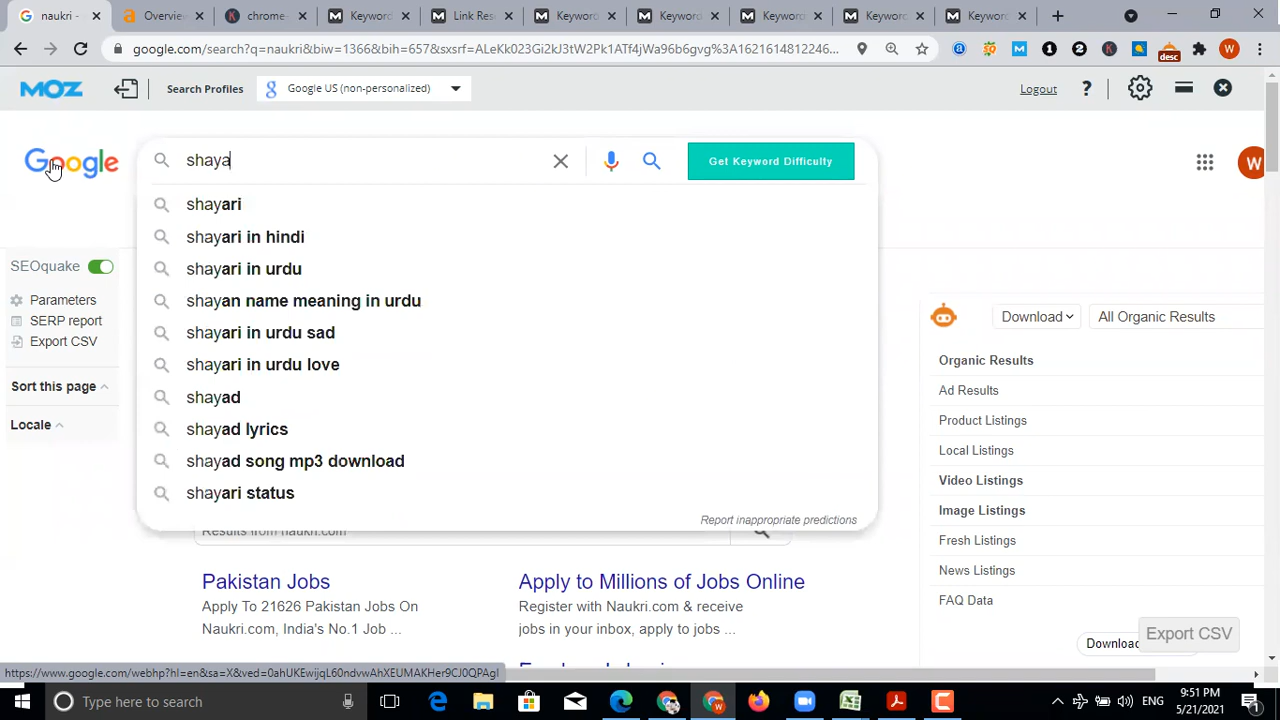 naukri -
Overvie
chrome-
Keyword
Link Res
Keyword
Keyword
Keyword
Keyword
Keyword
google.com/search?q=naukri&biw=1366&bih=657&sxsrf=ALeKk023Gi2kJ3tW2Pk1ATf4jWa96b6gvg%3A1621614812246...
desc
W
MOZ
Search Profiles
Google US (non-personalized)
Logout
?
Google
shaya
Get Keyword Difficulty
W
shayari
shayari in hindi
shayari in urdu
shayan name meaning in urdu
shayari in urdu sad
shayari in urdu love
shayad
shayad lyrics
shayad song mp3 download
shayari status
Report inappropriate predictions
SEOquake
Parameters
SERP report
Export CSV
Sort this page
Locale
Download
All Organic Results
Organic Results
Ad Results
Product Listings
Local Listings
Video Listings
Image Listings
Fresh Listings
News Listings
FAQ Data
Download
Export CSV
Results from naukri.com
Pakistan Jobs
Apply To 21626 Pakistan Jobs On
Naukri.com, India's No.1 Job ...
Apply to Millions of Jobs Online
Register with Naukri.com & receive
jobs in your inbox, apply to jobs ...
https://www.google.com/webhp?hl=en&sa=X&ved=0ahUKEwijqL60ndvwAhXEUMAKHer9CJ0QPAgI
Type here to search
9:51 PM
5/21/2021